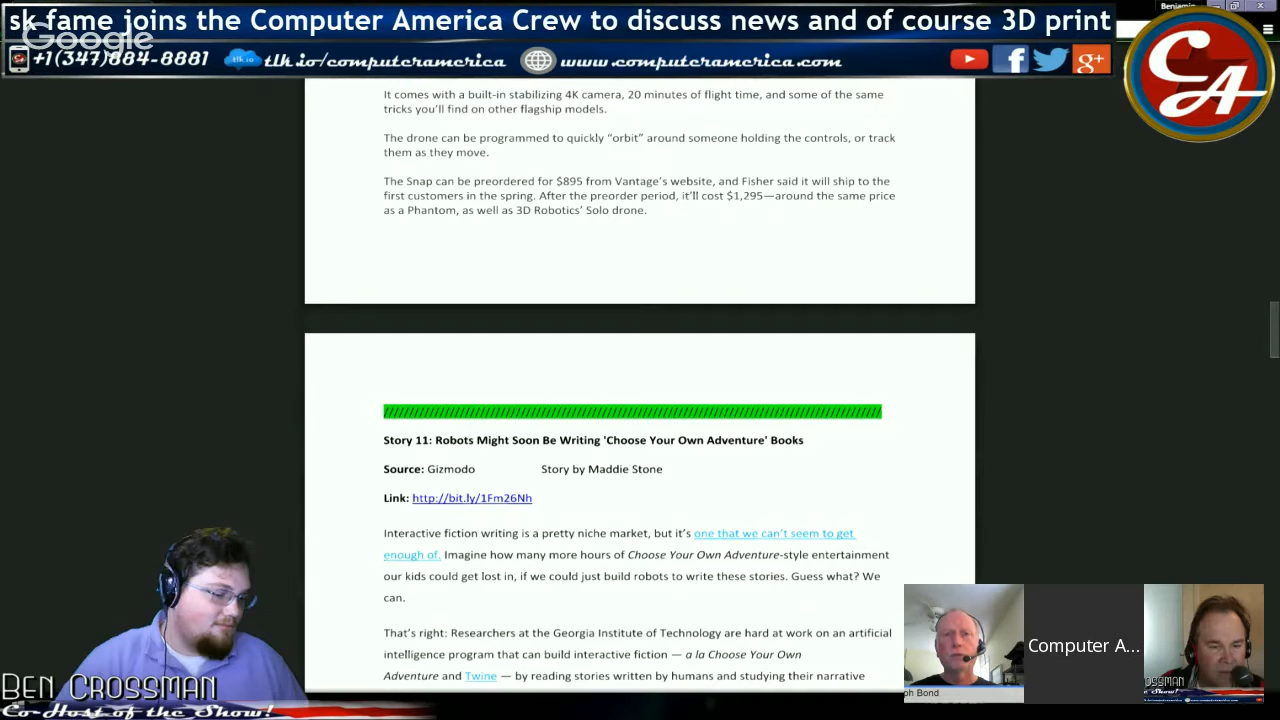 sk fame joins the Computer America Crew to discuss news and of course 3D print
Benjamin
Google
+1(347)-884-8881 tlk.io/computeramerica www.computeramerica.com
CA
It comes with a built-in stabilizing 4K camera, 20 minutes of flight time, and some of the same
tricks you'll find on other flagship models.
The drone can be programmed to quickly “orbit” around someone holding the controls, or track
them as they move.
The Snap can be preordered for $895 from Vantage's website, and Fisher said it will ship to the
first customers in the spring. After the preorder period, it'll cost $1,295—around the same price
as a Phantom, as well as 3D Robotics' Solo drone.
Story 11: Robots Might Soon Be Writing 'Choose Your Own Adventure' Books
Source: Gizmodo Story by Maddie Stone
Link: http://bit.ly/1Fm26Nh
Interactive fiction writing is a pretty niche market, but it's one that we can't seem to get
enough of. Imagine how many more hours of Choose Your Own Adventure-style entertainment
our kids could get lost in, if we could just build robots to write these stories. Guess what? We
can.
That's right: Researchers at the Georgia Institute of Technology are hard at work on an artificial
intelligence program that can build interactive fiction — a la Choose Your Own
Adventure and Twine — by reading stories written by humans and studying their narrative
Ben Crossman
Co-Host of the Show!
ph Bond
Computer A...
ROSSMAN